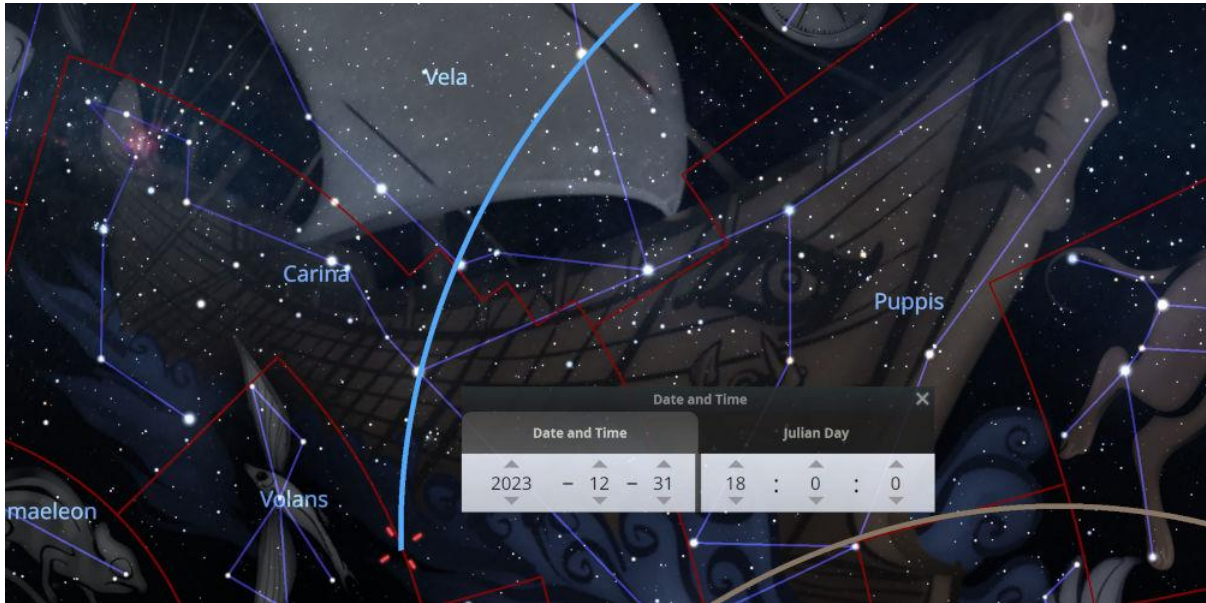 Vela
Carina
Puppis
Date and Time ×
Date and Time Julian Day
2023 – 12 – 31 18 : 0 : 0
Volans
maeleon